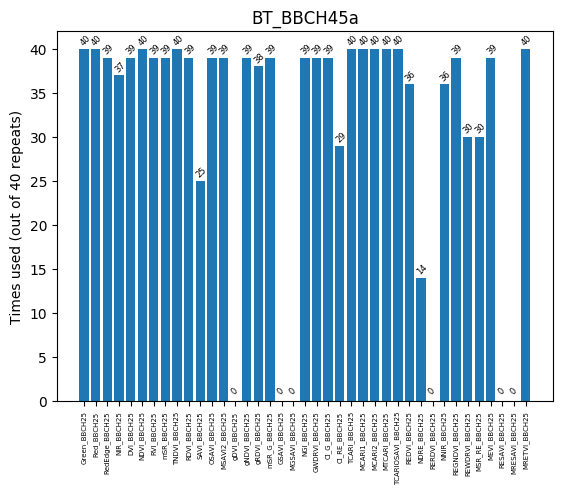 BT_BBCH45a
Times used (out of 40 repeats)
40
35
30
25
20
15
10
5
0
40
40
39
37
39
40
39
39
40
39
25
39
39
0
39
38
39
0
0
39
39
39
29
40
40
40
40
40
36
14
0
36
39
30
30
39
0
0
40
Green_BBCH25
Red_BBCH25
RedEdge_BBCH25
NIR_BBCH25
DVI_BBCH25
NDVI_BBCH25
RVI_BBCH25
mSR_BBCH25
TNDVI_BBCH25
RDVI_BBCH25
SAVI_BBCH25
OSAVI_BBCH25
MSAVI2_BBCH25
gDVI_BBCH25
gNDVI_BBCH25
gRDVI_BBCH25
mSR_G_BBCH25
GSAVI_BBCH25
MGSAVI_BBCH25
NGI_BBCH25
GWDRVI_BBCH25
CI_G_BBCH25
CI_RE_BBCH25
TCARI_BBCH25
MCARI1_BBCH25
MCARI2_BBCH25
MTCARI_BBCH25
TCARIOSAVI_BBCH25
REDVI_BBCH25
NDRE_BBCH25
RERDVI_BBCH25
NNIR_BBCH25
REGNDVI_BBCH25
REWDRVI_BBCH25
MSR_RE_BBCH25
MEVI_BBCH25
RESAVI_BBCH25
MRESAVI_BBCH25
MRETVI_BBCH25